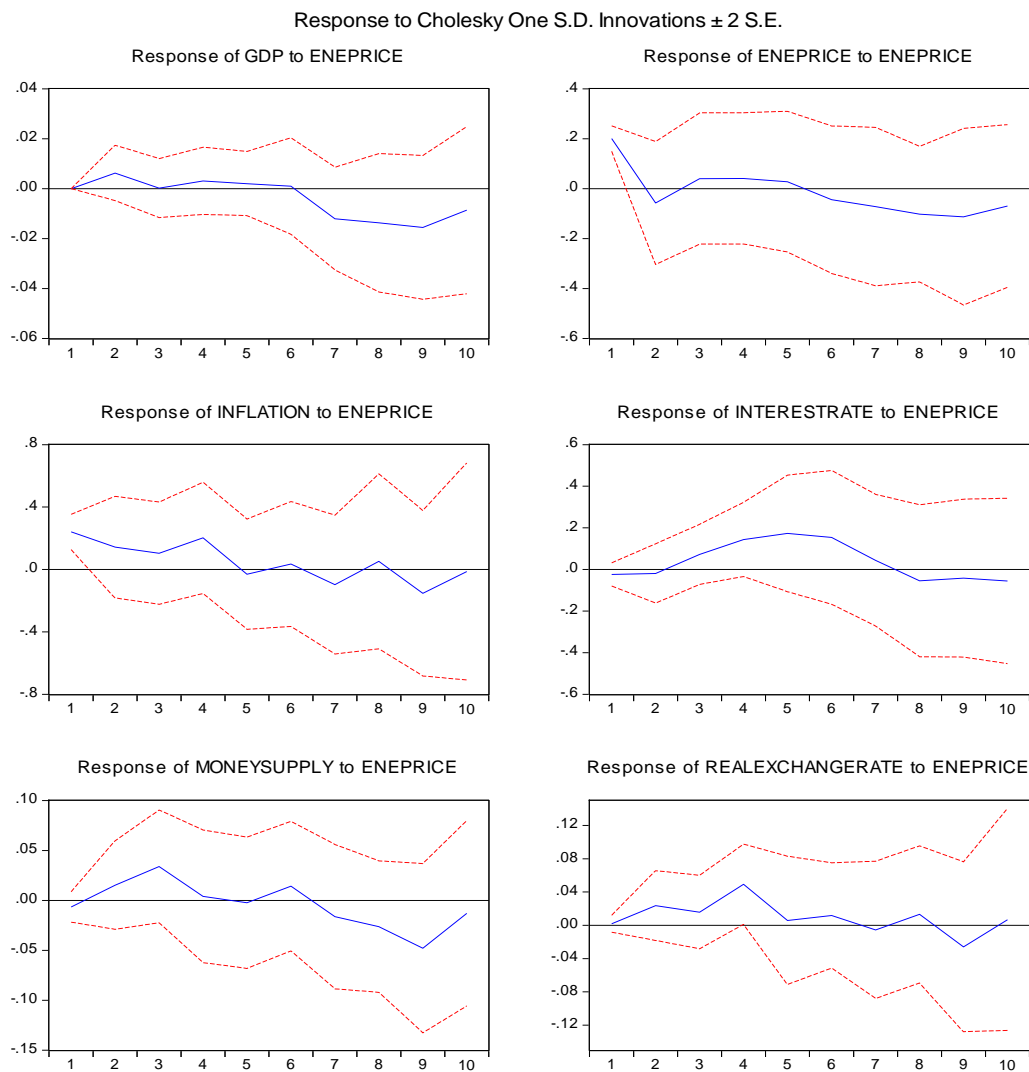 Response to Cholesky One S.D. Innovations ± 2 S.E.
Response of GDP to ENEPRICE
.04
.02
.00
-.02
-.04
-.06
1 2 3 4 5 6 7 8 9 10
Response of ENEPRICE to ENEPRICE
.4
.2
.0
-.2
-.4
-.6
1 2 3 4 5 6 7 8 9 10
Response of INFLATION to ENEPRICE
.8
.4
.0
-.4
-.8
1 2 3 4 5 6 7 8 9 10
Response of INTERESTRATE to ENEPRICE
.6
.4
.2
.0
-.2
-.4
-.6
1 2 3 4 5 6 7 8 9 10
Response of MONEYSUPPLY to ENEPRICE
.10
.05
.00
-.05
-.10
-.15
1 2 3 4 5 6 7 8 9 10
Response of REALEXCHANGERATE to ENEPRICE
.12
.08
.04
.00
-.04
-.08
-.12
1 2 3 4 5 6 7 8 9 10